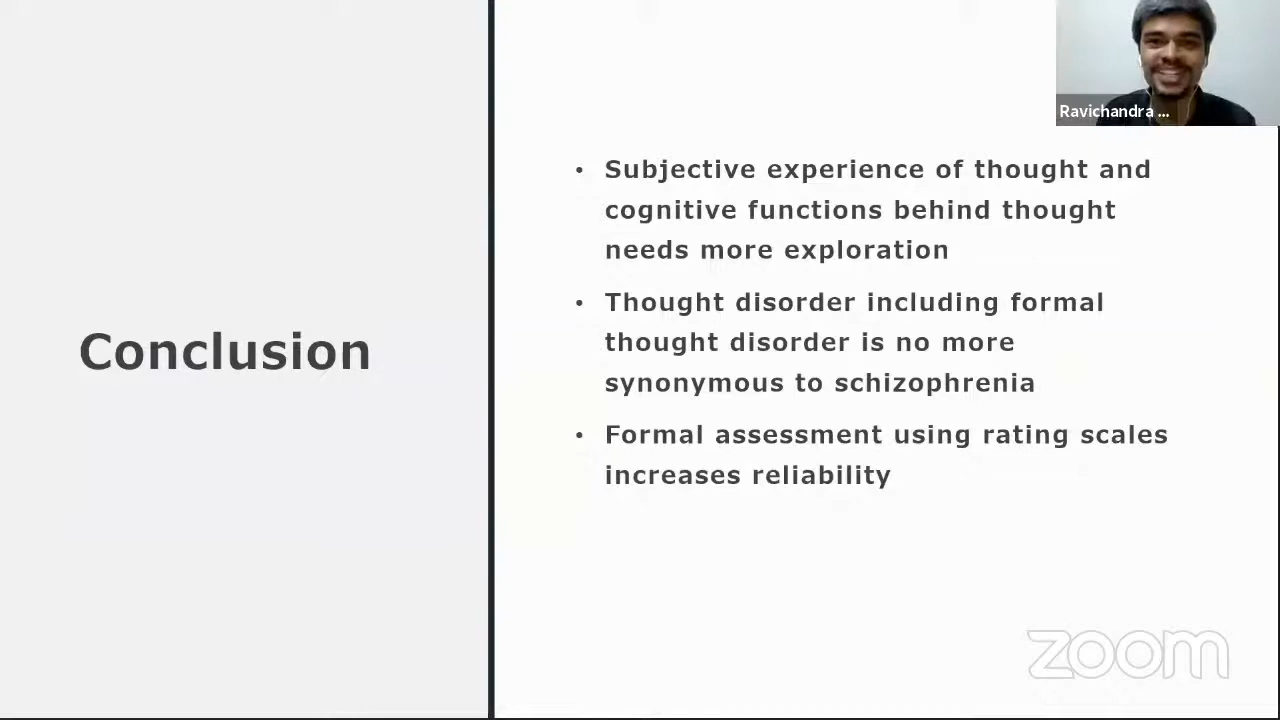 Ravichandra ...
Subjective experience of thought and
cognitive functions behind thought
needs more exploration
Thought disorder including formal
thought disorder is no more
synonymous to schizophrenia
Formal assessment using rating scales
increases reliability
Conclusion
zoom